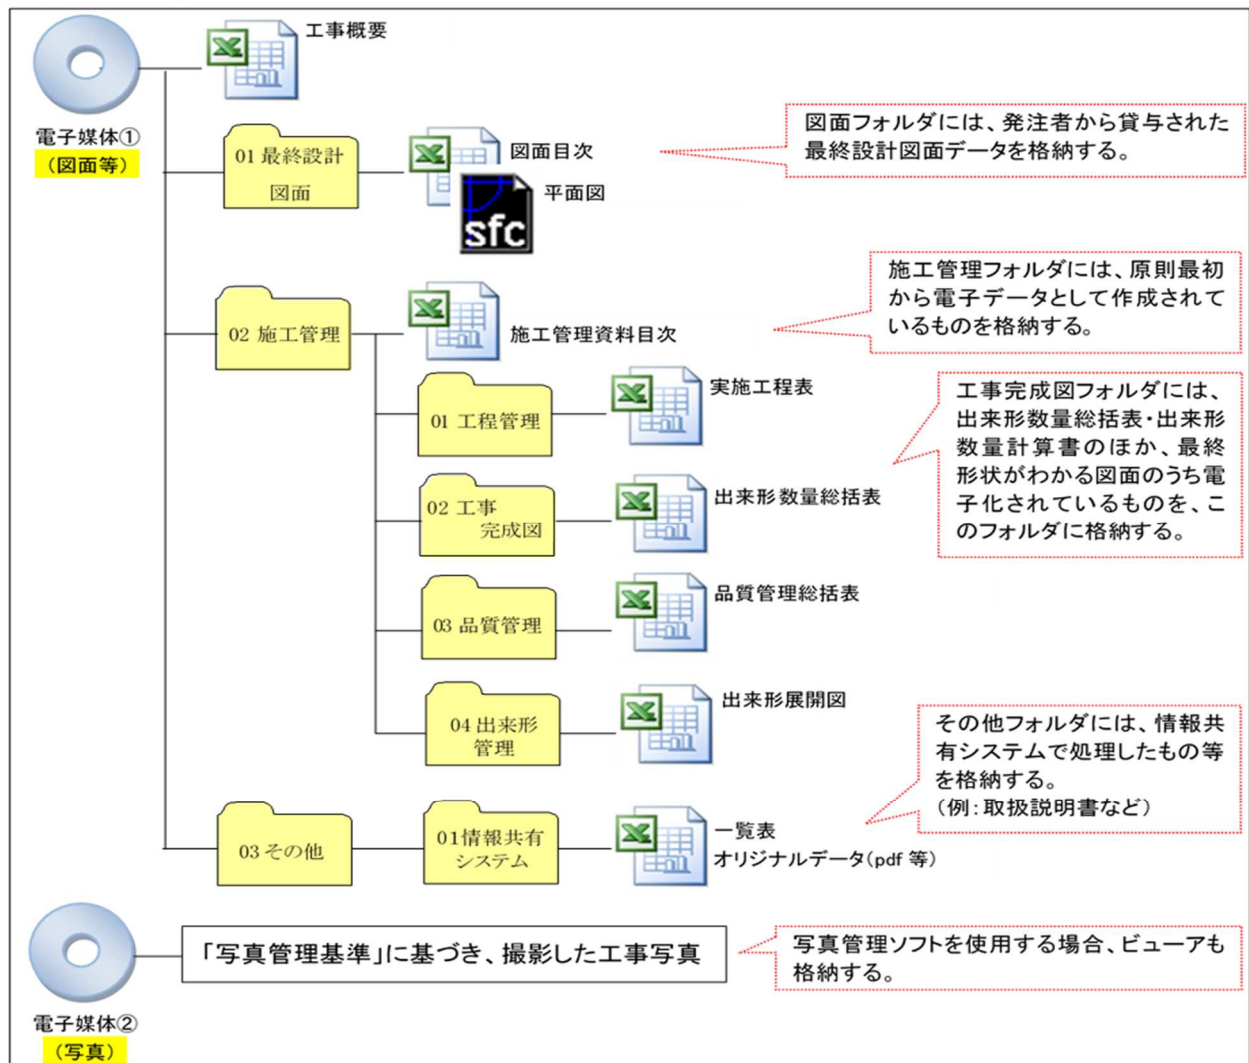 工事概要
電子媒体①
(図面等)
01 最終設計
図面
図面目次
平面図
sfc
図面フォルダには、発注者から貸与された
最終設計図面データを格納する。
02 施工管理
施工管理資料目次
施工管理フォルダには、原則最初
から電子データとして作成されて
いるものを格納する。
01 工程管理
実施工程表
02 工事
完成図
出来形数量総括表
工事完成図フォルダには、
出来形数量総括表・出来形
数量計算書のほか、最終
形状がわかる図面のうち電
子化されているものを、こ
のフォルダに格納する。
03 品質管理
品質管理総括表
04 出来形
管理
出来形展開図
03 その他
01情報共有
システム
一覧表
オリジナルデータ(pdf 等)
その他フォルダには、情報共
有システムで処理したもの等
を格納する。
(例:取扱説明書など)
電子媒体②
(写真)
「写真管理基準」に基づき、撮影した工事写真
写真管理ソフトを使用する場合、ビューアも
格納する。